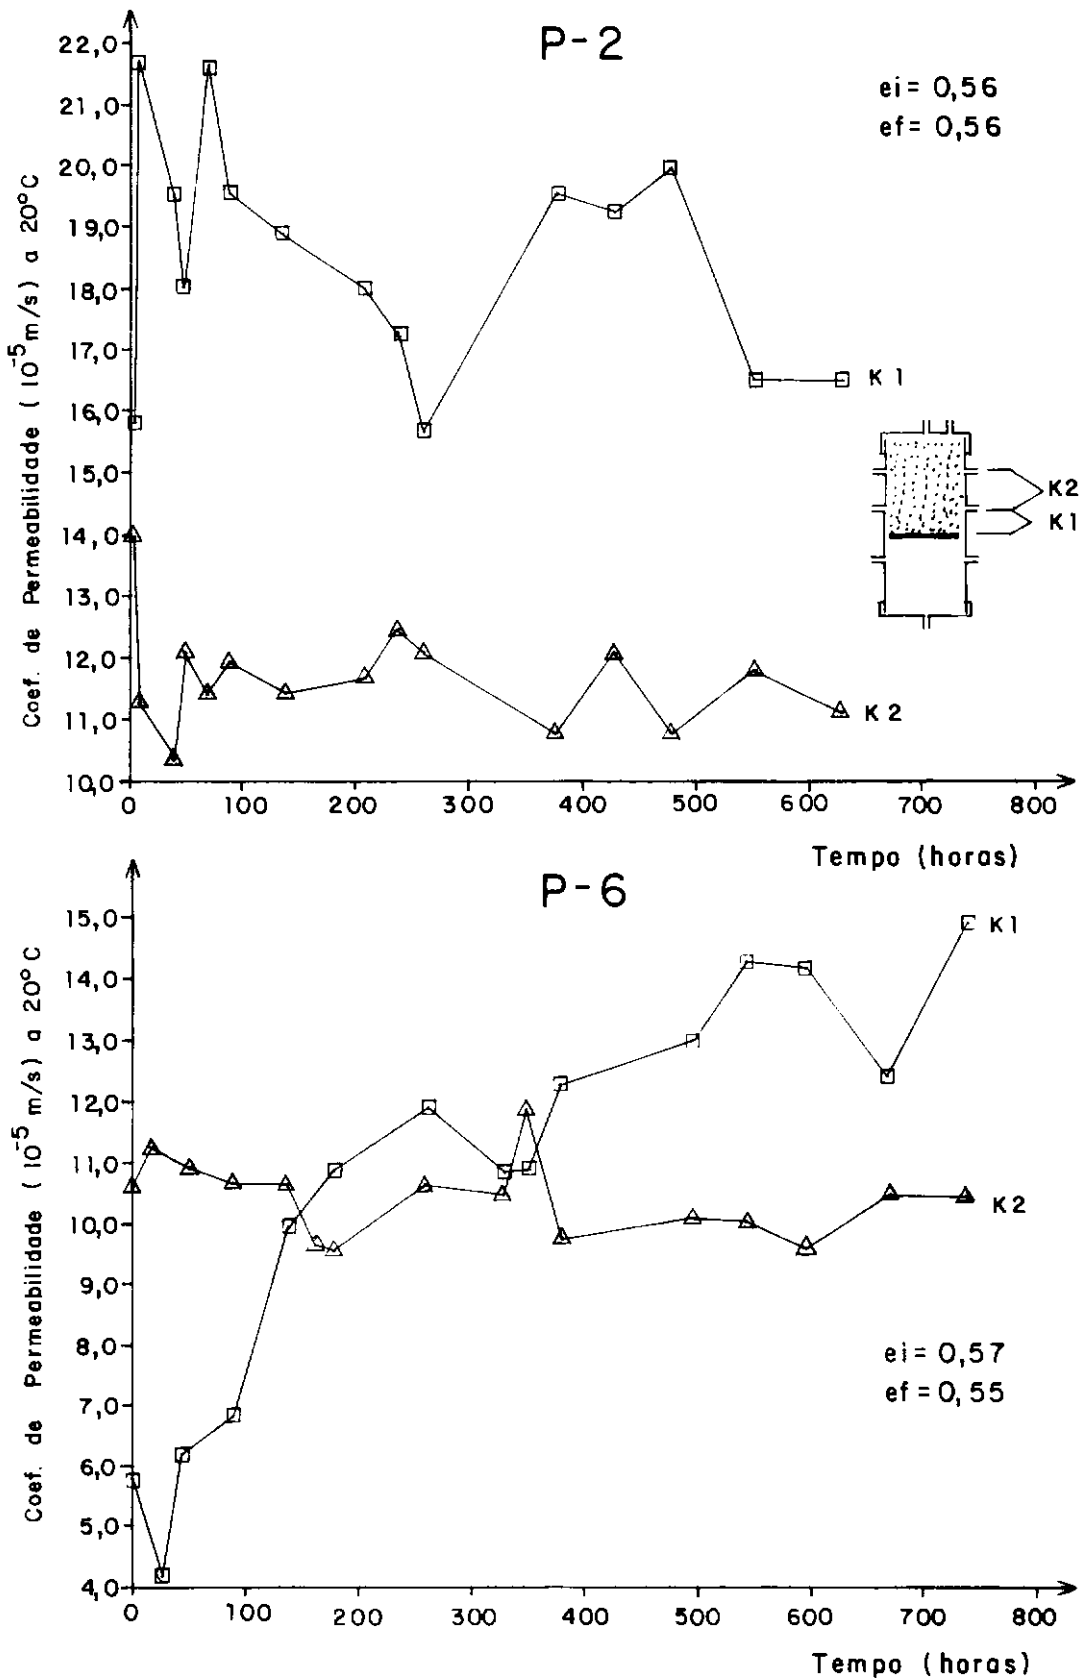 P-2
ei= 0,56
ef= 0,56
Coef. de Permeabilidade (10⁻⁵ m/s) a 20°C
22,0
21,0
20,0
19,0
18,0
17,0
16,0
15,0
14,0
13,0
12,0
11,0
10,0
K1
K2
K1
K2
0 100 200 300 400 500 600 700 800
Tempo (horas)
P-6
Coef. de Permeabilidade (10⁻⁵ m/s) a 20°C
15,0
14,0
13,0
12,0
11,0
10,0
9,0
8,0
7,0
6,0
5,0
4,0
K1
K2
ei= 0,57
ef= 0,55
0 100 200 300 400 500 600 700 800
Tempo (horas)